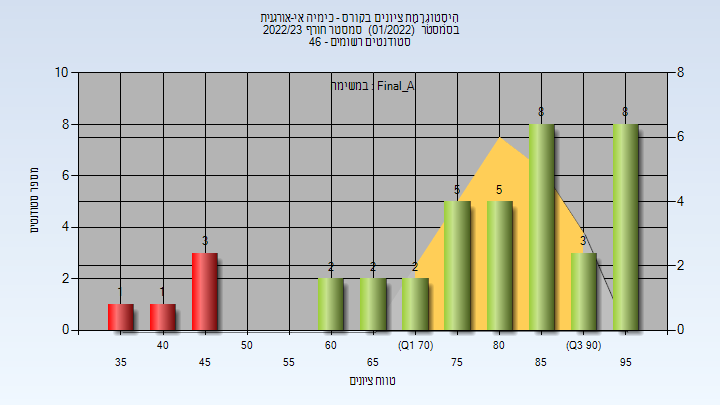 היסטוגרמת ציונים בקורס - כימיה אי-אורגנית
בסמסטר (01/2022) סמסטר חורף 2022/23
סטודנטים רשומים - 46
במשימה : Final_A
10 8
8 6
6 4
4 2
2 0
0
מספר סטודנטים
1 1 3 2 2 2 5 5 8 3 8
40 50 60 (Q1 70) 80 (Q3 90)
35 45 55 65 75 85 95
טווח ציונים